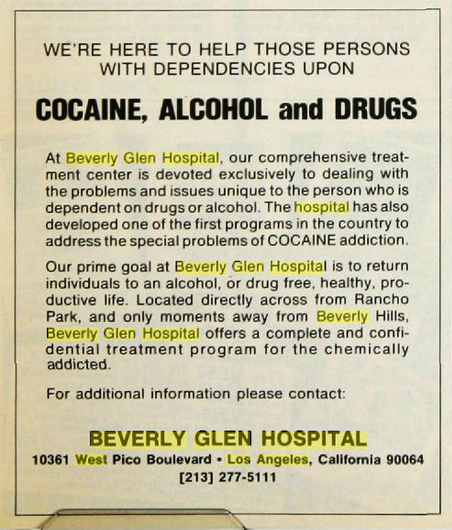 WE'RE HERE TO HELP THOSE PERSONS
WITH DEPENDENCIES UPON
COCAINE, ALCOHOL and DRUGS
At Beverly Glen Hospital, our comprehensive treat-
ment center is devoted exclusively to dealing with
the problems and issues unique to the person who is
dependent on drugs or alcohol. The hospital has also
developed one of the first programs in the country to
address the special problems of COCAINE addiction.
Our prime goal at Beverly Glen Hospital is to return
individuals to an alcohol, or drug free, healthy, pro-
ductive life. Located directly across from Rancho
Park, and only moments away from Beverly Hills,
Beverly Glen Hospital offers a complete and confi-
dential treatment program for the chemically
addicted.
For additional information please contact:
BEVERLY GLEN HOSPITAL
10361 West Pico Boulevard • Los Angeles, California 90064
[213] 277-5111